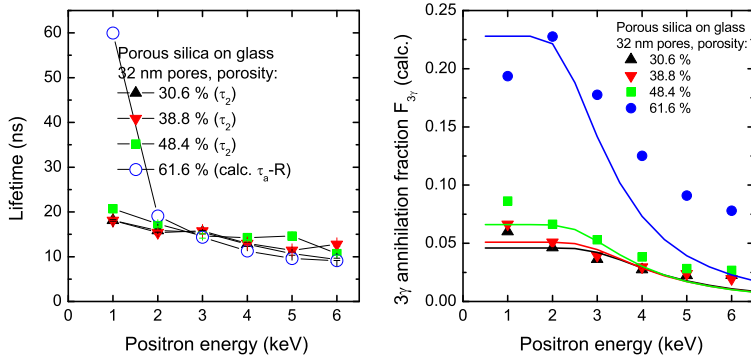 Porous silica on glass
32 nm pores, porosity:
30.6 % (τ2)
38.8 % (τ2)
48.4 % (τ2)
61.6 % (calc. τa-R)
Lifetime (ns)
60
50
40
30
20
10
0
0 1 2 3 4 5 6
Positron energy (keV)
Porous silica on glass
32 nm pores, porosity:
30.6 %
38.8 %
48.4 %
61.6 %
3γ annihilation fraction F3γ (calc.)
0.25
0.20
0.15
0.10
0.05
0.00
0 1 2 3 4 5 6
Positron energy (keV)